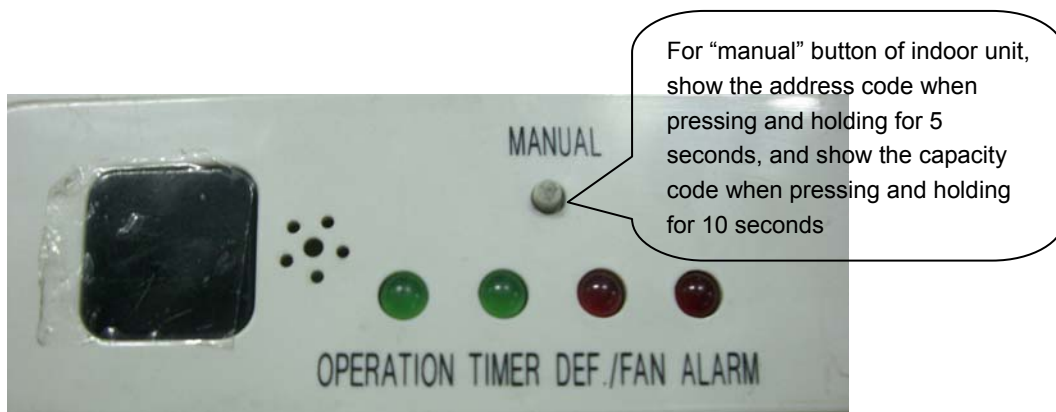 For “manual” button of indoor unit,
show the address code when
pressing and holding for 5
seconds, and show the capacity
code when pressing and holding
for 10 seconds
MANUAL
OPERATION TIMER DEF./FAN ALARM